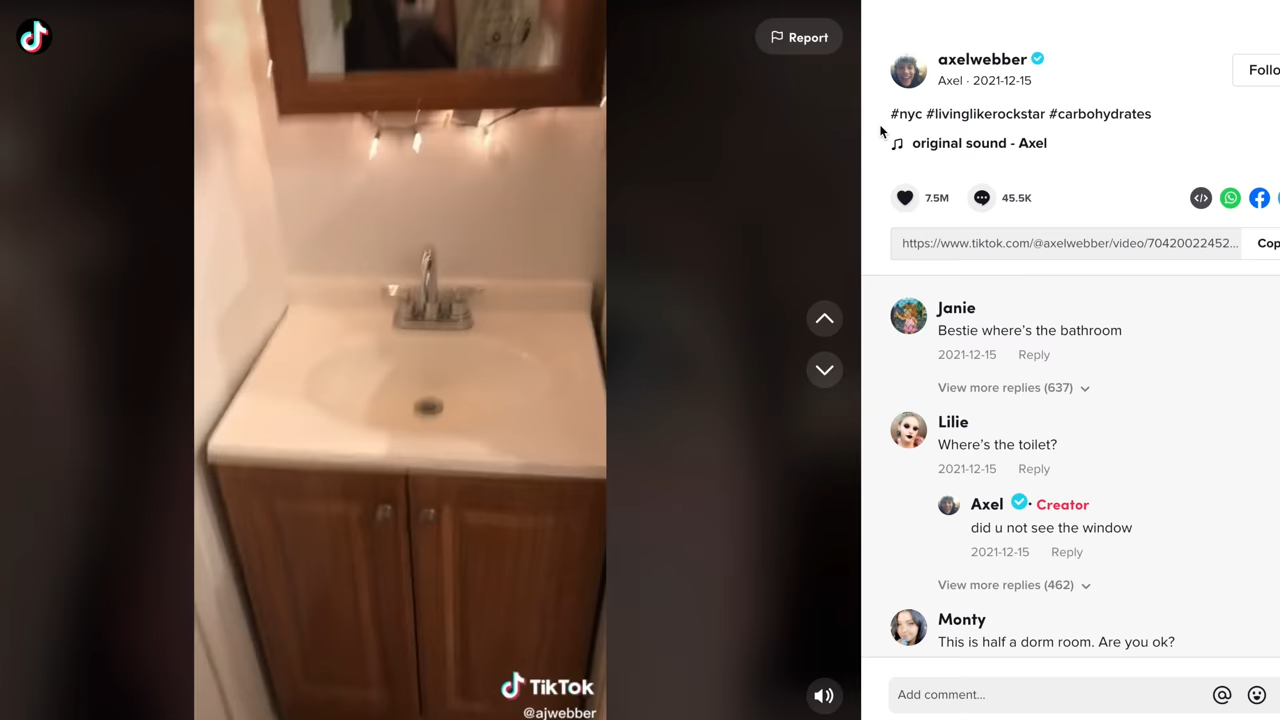 Report
TikTok
@ajwebber
axelwebber
Axel · 2021-12-15
Follo
#nyc #livinglikerockstar #carbohydrates
original sound - Axel
7.5M
45.5K
https://www.tiktok.com/@axelwebber/video/70420022452...
Cop
Janie
Bestie where's the bathroom
2021-12-15 Reply
View more replies (637)
Lilie
Where's the toilet?
2021-12-15 Reply
Axel · Creator
did u not see the window
2021-12-15 Reply
View more replies (462)
Monty
This is half a dorm room. Are you ok?
Add comment...